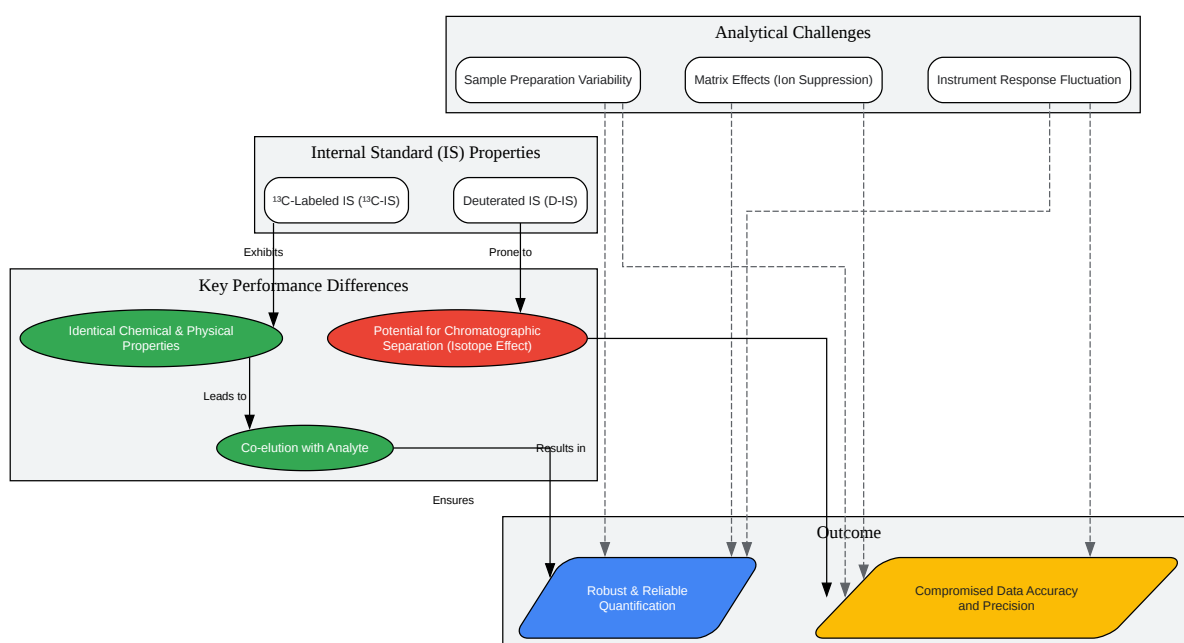 Analytical Challenges
Sample Preparation Variability
Matrix Effects (Ion Suppression)
Instrument Response Fluctuation
Internal Standard (IS) Properties
¹³C-Labeled IS (¹³C-IS)
Deuterated IS (D-IS)
Exhibits
Prone to
Key Performance Differences
Identical Chemical & Physical
Properties
Potential for Chromatographic
Separation (Isotope Effect)
Leads to
Co-elution with Analyte
Results in
Ensures
Outcome
Robust & Reliable
Quantification
Compromised Data Accuracy
and Precision